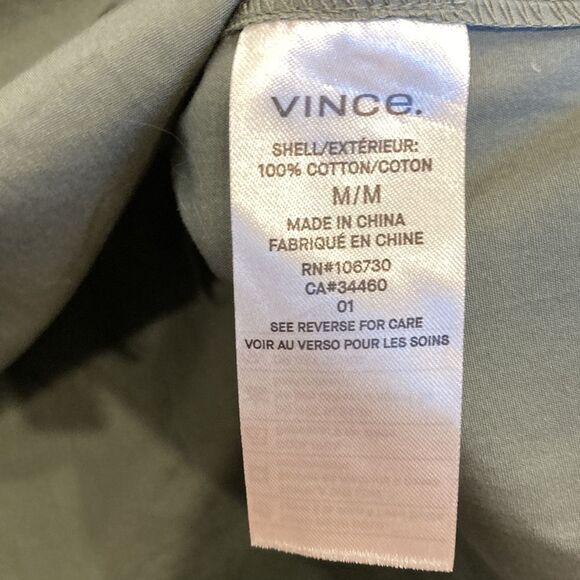 VINCe.
SHELL/EXTÉRIEUR:
100% COTTON/COTON
M/M
MADE IN CHINA
FABRIQUÉ EN CHINE
RN#106730
CA#34460
01
SEE REVERSE FOR CARE
VOIR AU VERSO POUR LES SOINS